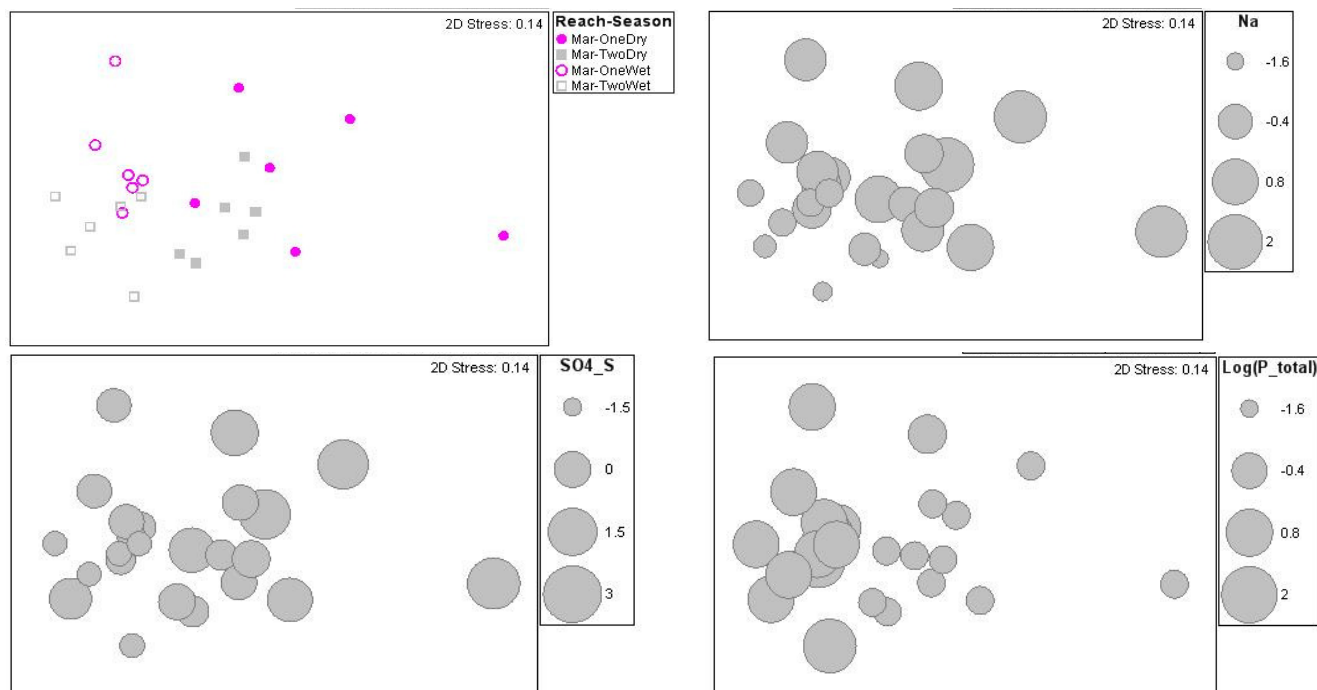 2D Stress: 0.14
Reach-Season
Mar-OneDry
Mar-TwoDry
Mar-OneWet
Mar-TwoWet
2D Stress: 0.14
Na
-1.6
-0.4
0.8
2
2D Stress: 0.14
SO4_S
-1.5
0
1.5
3
2D Stress: 0.14
Log(P_total)
-1.6
-0.4
0.8
2